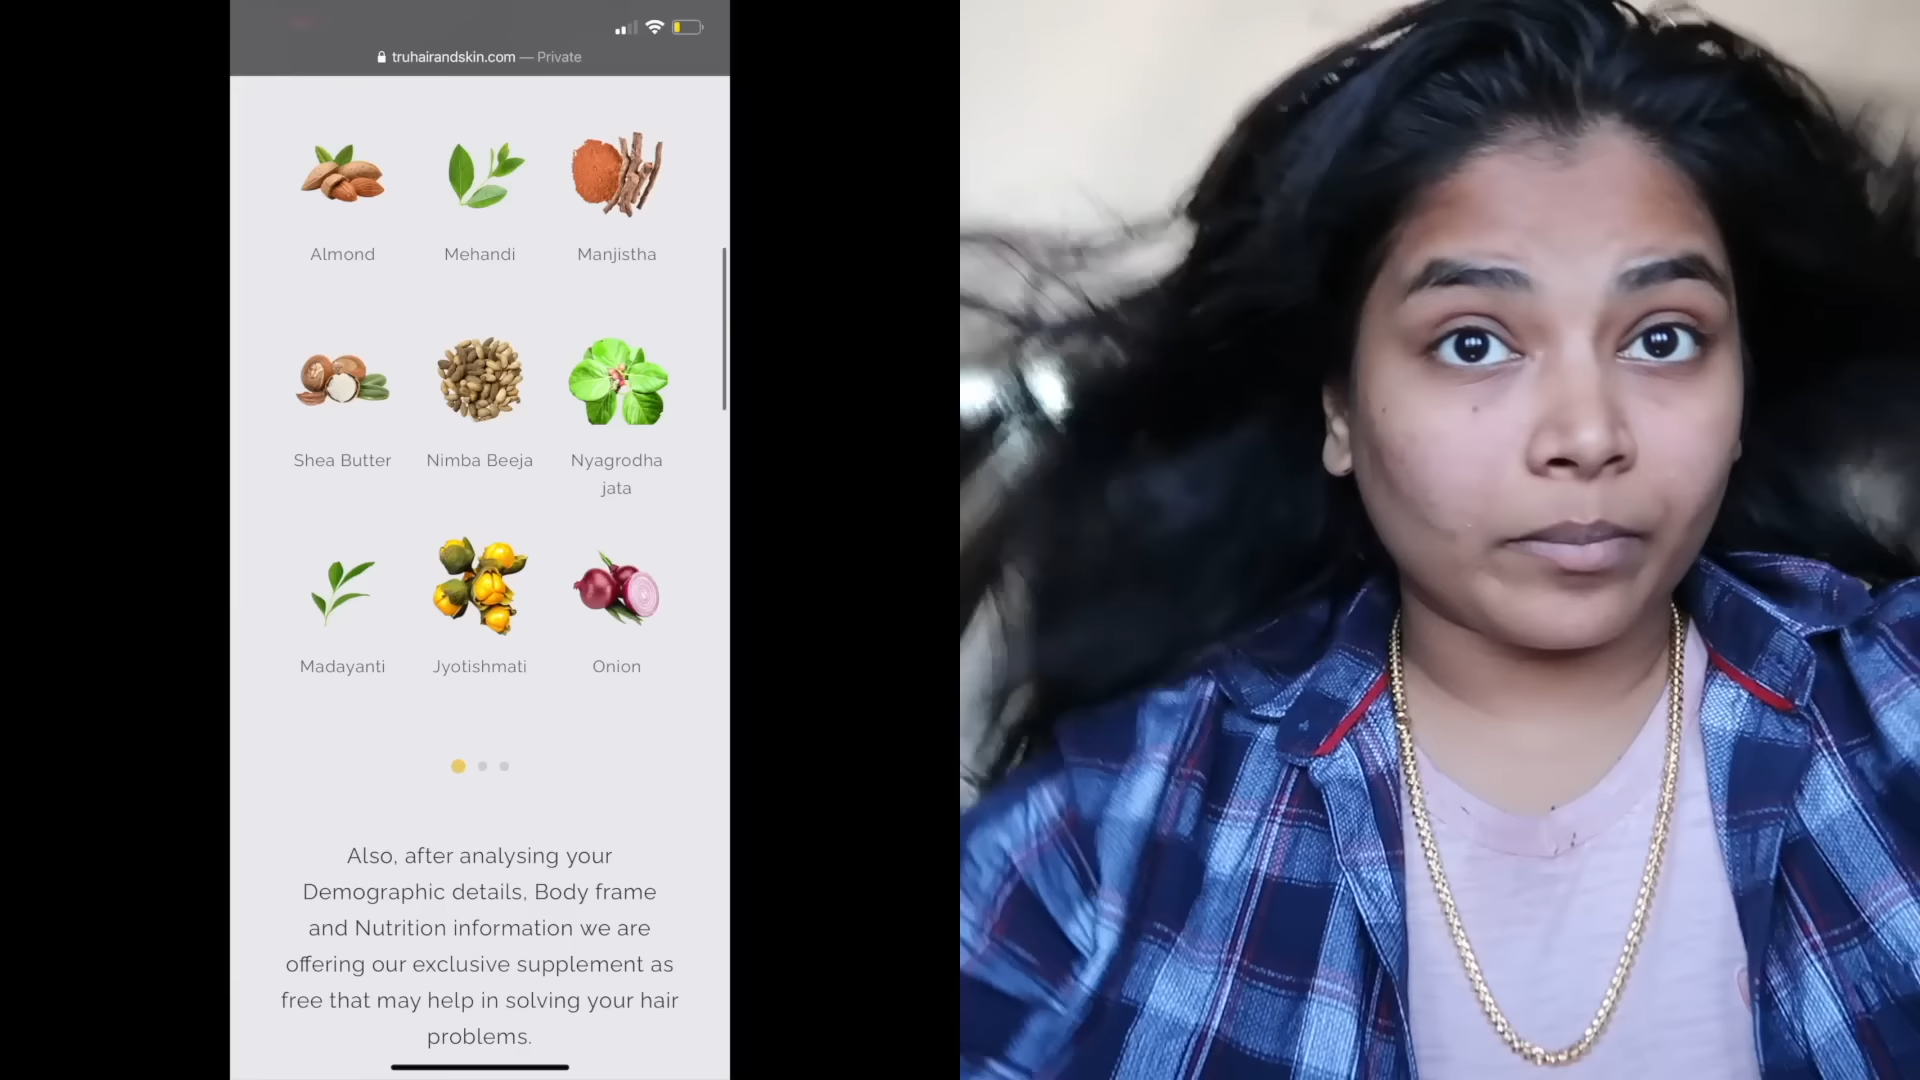 truhairandskin.com — Private
Almond
Mehandi
Manjistha
Shea Butter
Nimba Beeja
Nyagrodha
jata
Madayanti
Jyotishmati
Onion
Also, after analysing your
Demographic details, Body frame
and Nutrition information we are
offering our exclusive supplement as
free that may help in solving your hair
problems.